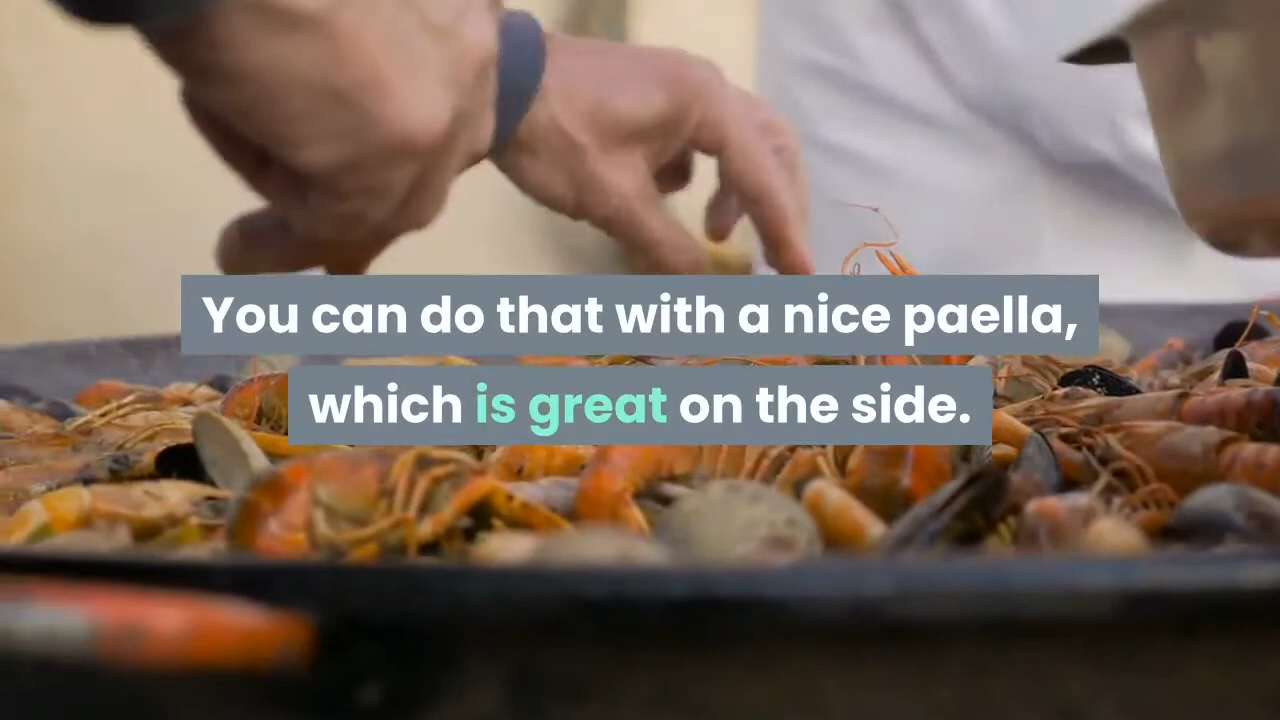 You can do that with a nice paella,
which is great on the side.